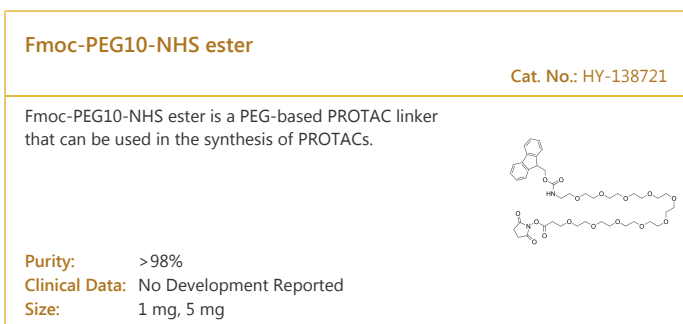 Fmoc-PEG10-NHS ester
Cat. No.: HY-138721
Fmoc-PEG10-NHS ester is a PEG-based PROTAC linker
that can be used in the synthesis of PROTACs.
O
O
HN
O
O
O
O
O
O
O
N
O
O
O
O
O
O
O
O
Purity: >98%
Clinical Data: No Development Reported
Size: 1 mg, 5 mg